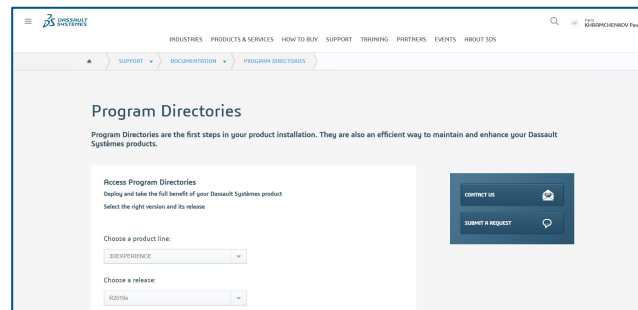 DASSAULT
SYSTEMES
Hello
KHRAMCHENKOV Pav
INDUSTRIES PRODUCTS & SERVICES HOW TO BUY SUPPORT TRAINING PARTNERS EVENTS ABOUT 3DS
SUPPORT DOCUMENTATION PROGRAM DIRECTORIES
Program Directories
Program Directories are the first steps in your product installation. They are also an efficient way to maintain and enhance your Dassault
Systèmes products.
Access Program Directories
Deploy and take the full benefit of your Dassault Systèmes product
Select the right version and its release
CONTACT US
SUBMIT A REQUEST
Choose a product line:
3DEXPERIENCE
Choose a release:
R2019x